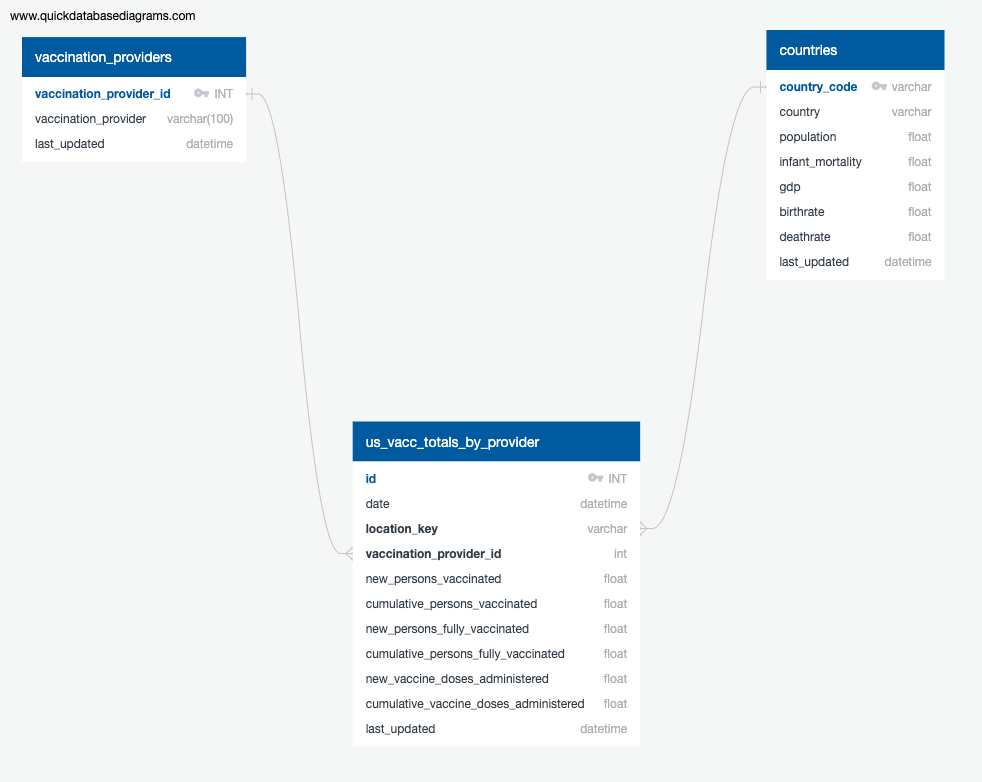 www.quickdatabasediagrams.com
vaccination_providers
vaccination_provider_id INT
vaccination_provider varchar(100)
last_updated datetime
countries
country_code varchar
country varchar
population float
infant_mortality float
gdp float
birthrate float
deathrate float
last_updated datetime
us_vacc_totals_by_provider
id INT
date datetime
location_key varchar
vaccination_provider_id int
new_persons_vaccinated float
cumulative_persons_vaccinated float
new_persons_fully_vaccinated float
cumulative_persons_fully_vaccinated float
new_vaccine_doses_administered float
cumulative_vaccine_doses_administered float
last_updated datetime